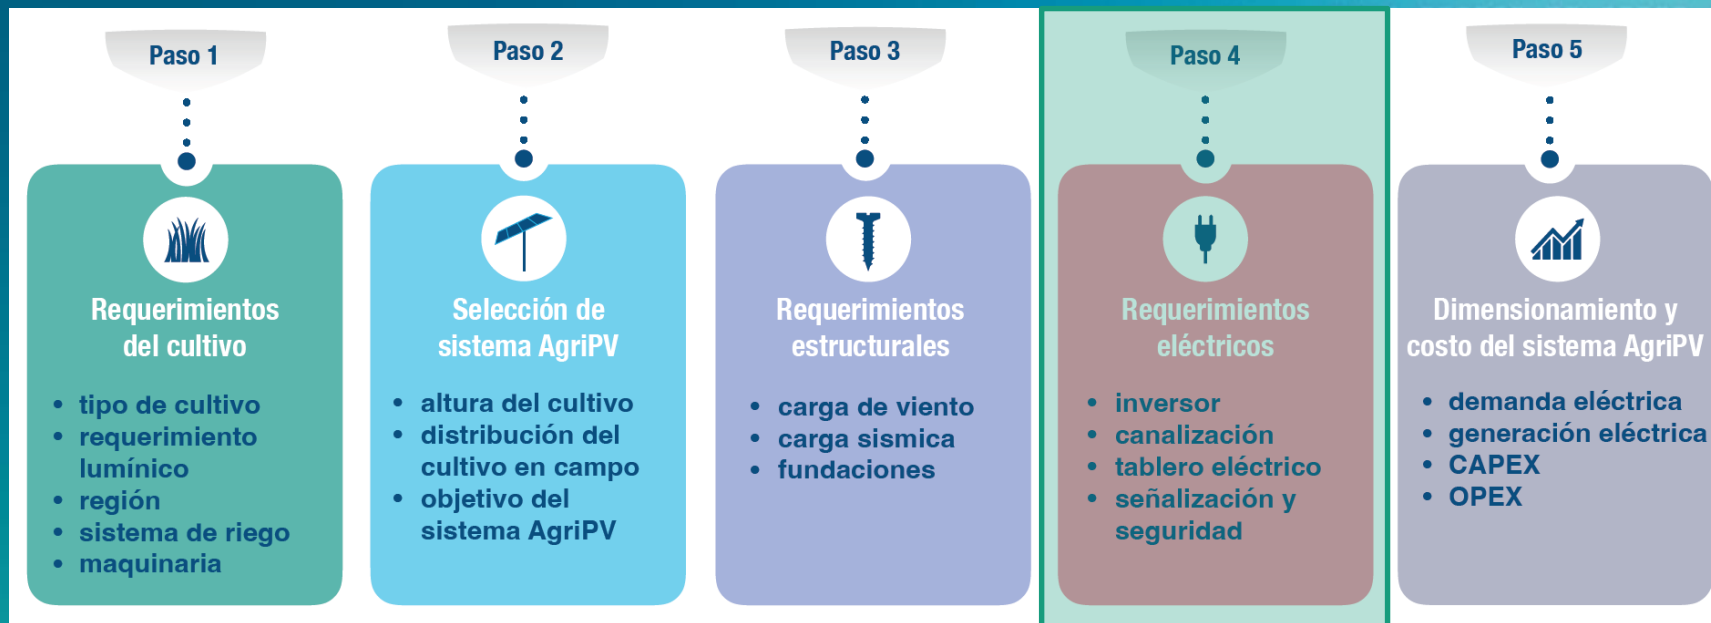 Paso 1
Requerimientos
del cultivo
• tipo de cultivo
• requerimiento
lumínico
• región
• sistema de riego
• maquinaria
Paso 2
Selección de
sistema AgriPV
• altura del cultivo
• distribución del
cultivo en campo
• objetivo del
sistema AgriPV
Paso 3
Requerimientos
estructurales
• carga de viento
• carga sismica
• fundaciones
Paso 4
Requerimientos
eléctricos
• inversor
• canalización
• tablero eléctrico
• señalización y
seguridad
Paso 5
Dimensionamiento y
costo del sistema AgriPV
• demanda eléctrica
• generación eléctrica
• CAPEX
• OPEX